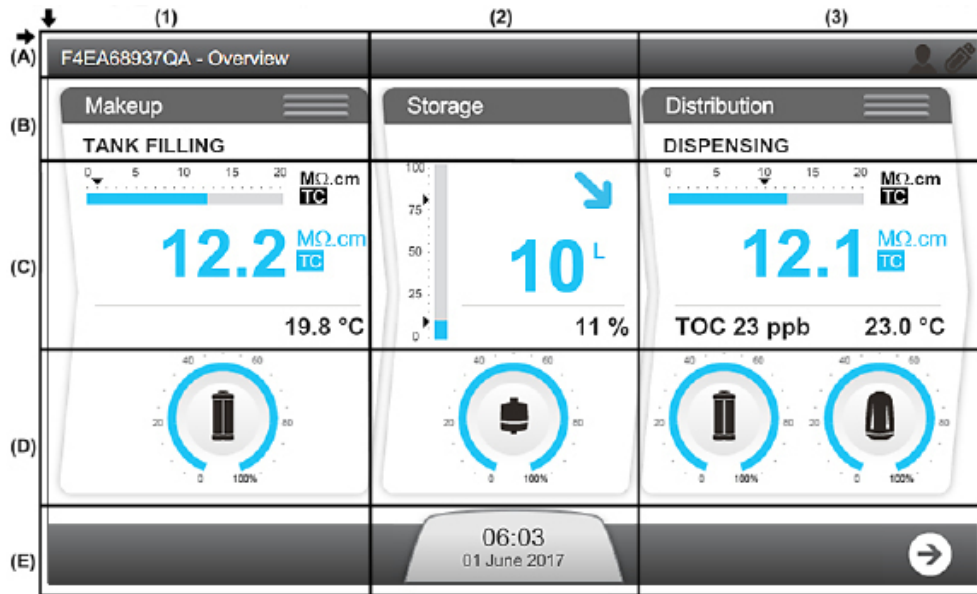 (1) (2) (3)
(A) F4EA68937QA - Overview
(B) Makeup Storage Distribution
TANK FILLING DISPENSING
0 5 10 15 20 MΩ.cm TC
100 75 50 25 0
0 5 10 15 20 MΩ.cm TC
(C) 12.2 MΩ.cm TC 10 L 12.1 MΩ.cm TC
19.8 °C 11 % TOC 23 ppb 23.0 °C
(D)
0 20 40 60 80 100%
0 20 40 60 80 100%
0 20 40 60 80 100%
0 20 40 60 80 100%
(E) 06:03
01 June 2017